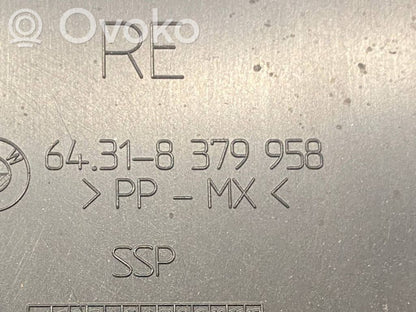 Ovoko
RE
64.31-8 379 958
>PP-MX<
SSP